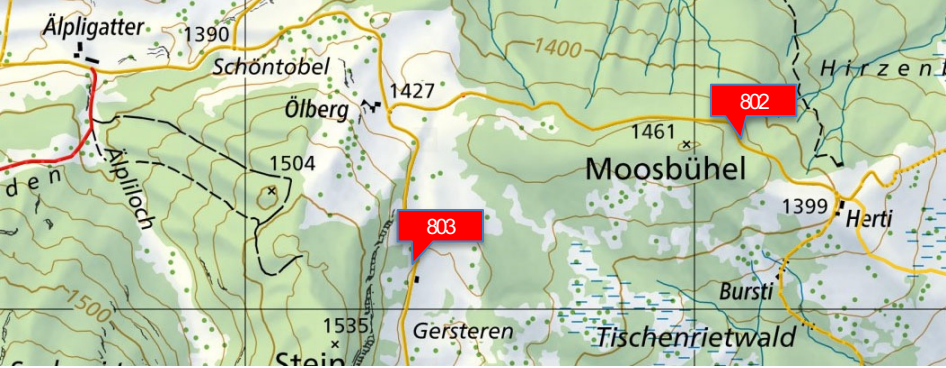 Älpligatter
1390
Schöntobel
1400
Hirzen
Ölberg
1427
802
1461
Moosbühel
den
Älpliloch
1504
1399
Herti
803
Bursti
1500
1535
Gersteren
Tischenrietwald
Stein